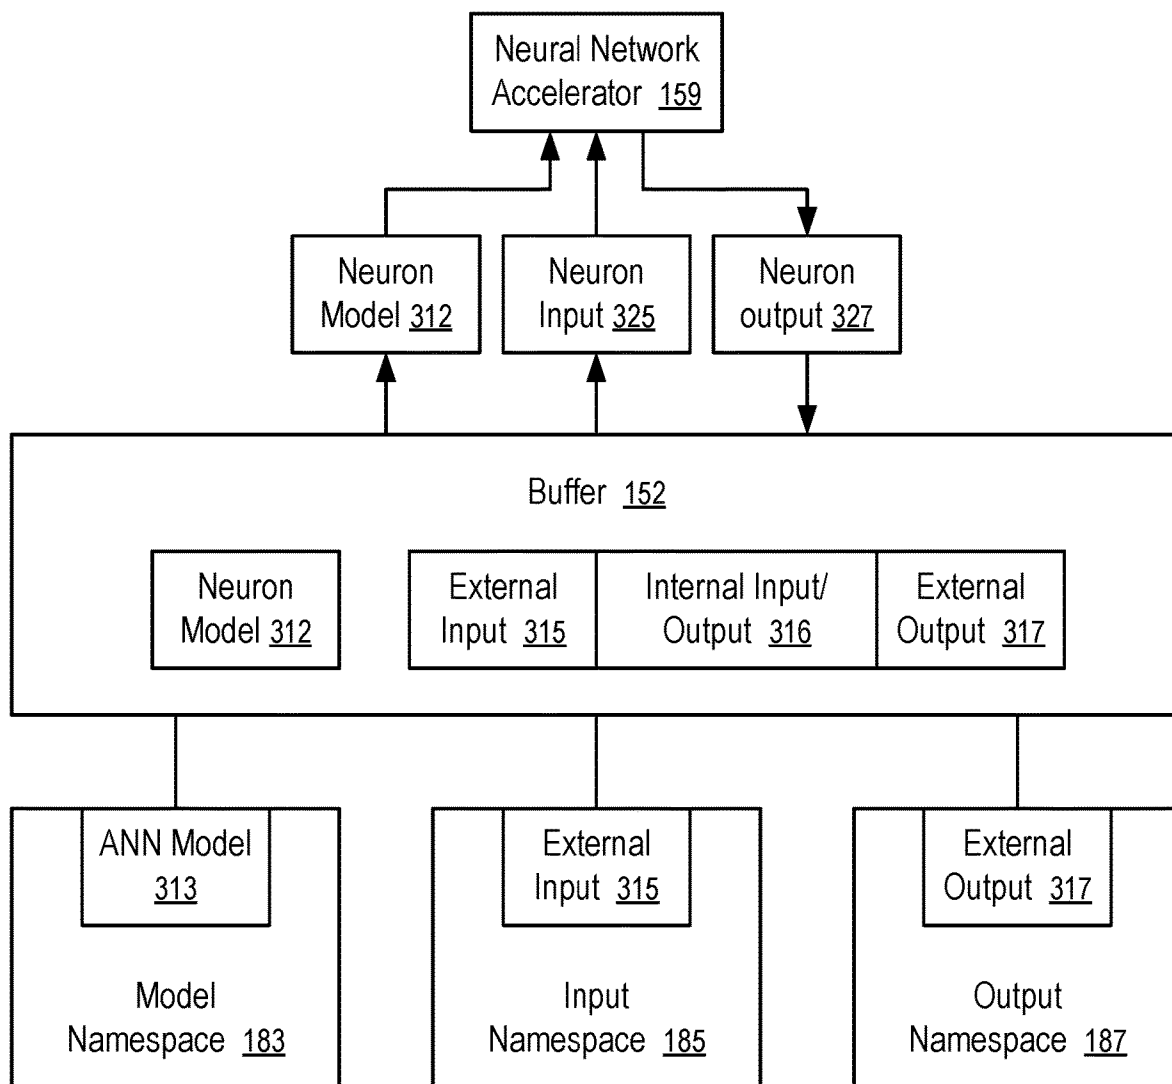 Neural Network
Accelerator 159
Neuron
Model 312
Neuron
Input 325
Neuron
output 327
Buffer 152
Neuron
Model 312
External
Input 315
Internal Input/
Output 316
External
Output 317
ANN Model
313
Model
Namespace 183
External
Input 315
Input
Namespace 185
External
Output 317
Output
Namespace 187